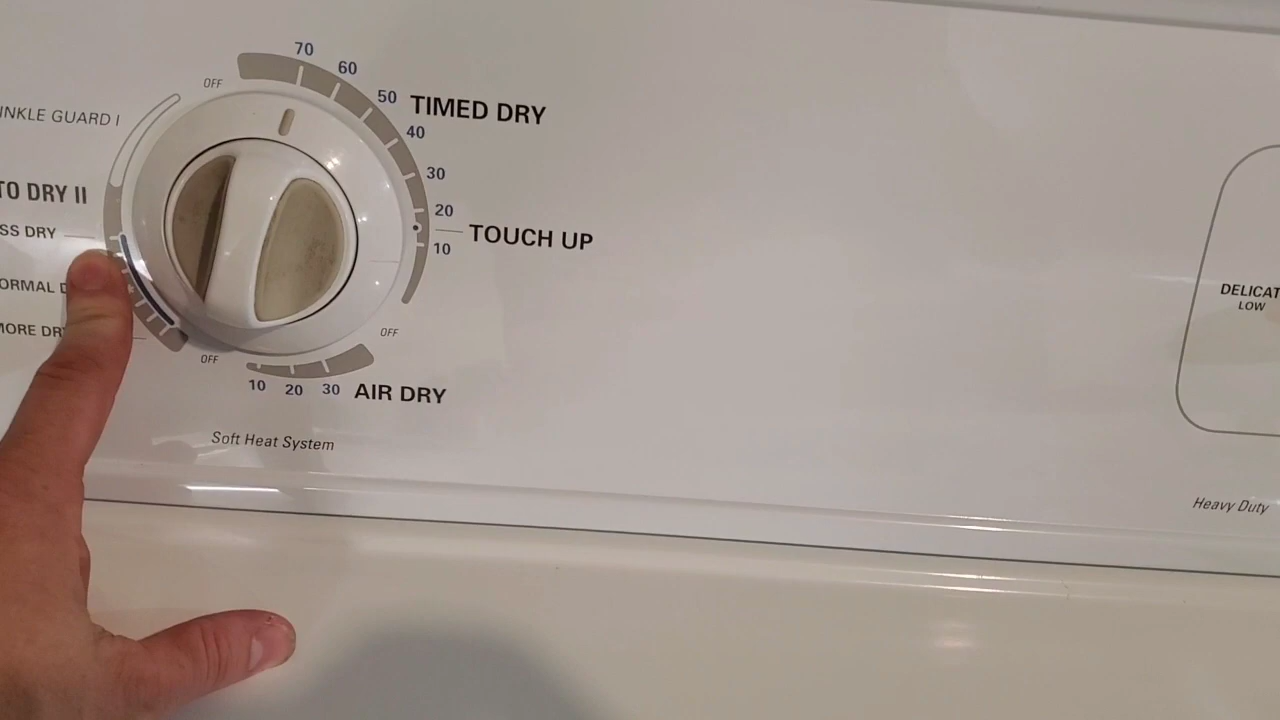 70
OFF
60
50
TIMED DRY
INKLE GUARD I
40
30
TO DRY II
20
SS DRY
TOUCH UP
10
ORMAL D
DELICAT
LOW
MORE DR
OFF
OFF
10 20 30
AIR DRY
Soft Heat System
Heavy Duty